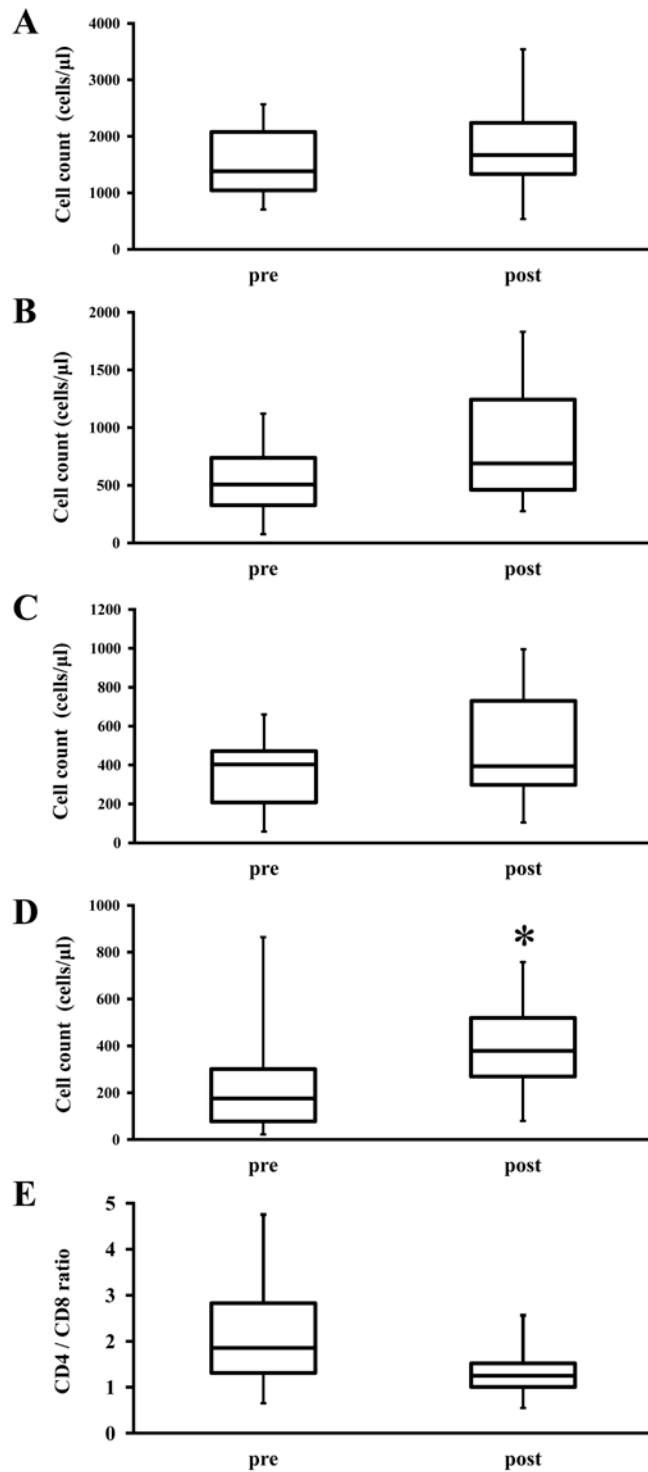 A
Cell count (cells/µl)
4000
3000
2000
1000
0
pre post
B
Cell count (cells/µl)
2000
1500
1000
500
0
pre post
C
Cell count (cells/µl)
1200
1000
800
600
400
200
0
pre post
D
Cell count (cells/µl)
1000
800
600
400
200
0
*
pre post
E
CD4 / CD8 ratio
5
4
3
2
1
0
pre post